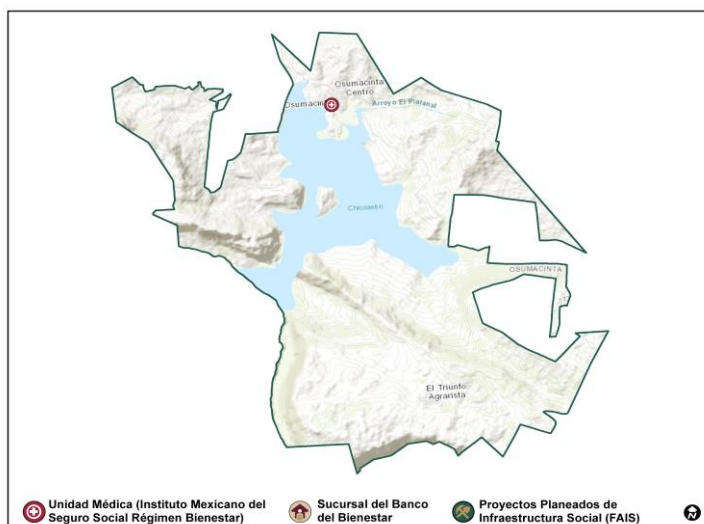 Osumacinta
Centro
Arroyo El Platanal
Chicoasén
OSUMACINTA
El Triunfo
Agrarista
Unidad Médica (Instituto Mexicano del
Seguro Social Régimen Bienestar)
Sucursal del Banco
del Bienestar
Proyectos Planeados de
Infraestructura Social (FAIS)
N